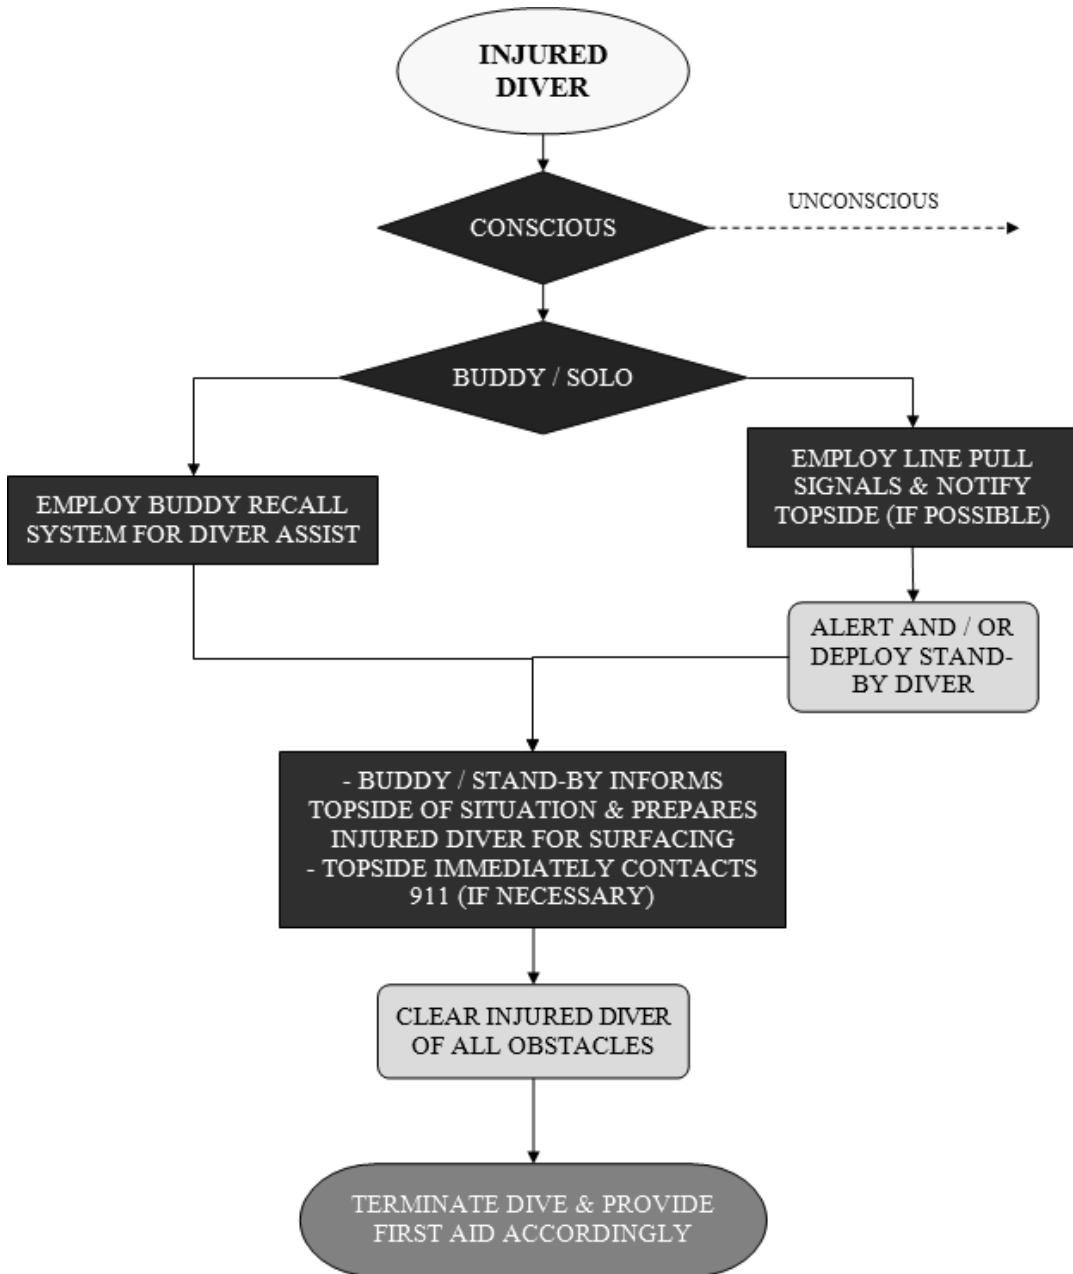 INJURED
DIVER
CONSCIOUS
UNCONSCIOUS
BUDDY / SOLO
EMPLOY BUDDY RECALL
SYSTEM FOR DIVER ASSIST
EMPLOY LINE PULL
SIGNALS & NOTIFY
TOPSIDE (IF POSSIBLE)
ALERT AND / OR
DEPLOY STAND-
BY DIVER
- BUDDY / STAND-BY INFORMS
TOPSIDE OF SITUATION & PREPARES
INJURED DIVER FOR SURFACING
- TOPSIDE IMMEDIATELY CONTACTS
911 (IF NECESSARY)
CLEAR INJURED DIVER
OF ALL OBSTACLES
TERMINATE DIVE & PROVIDE
FIRST AID ACCORDINGLY